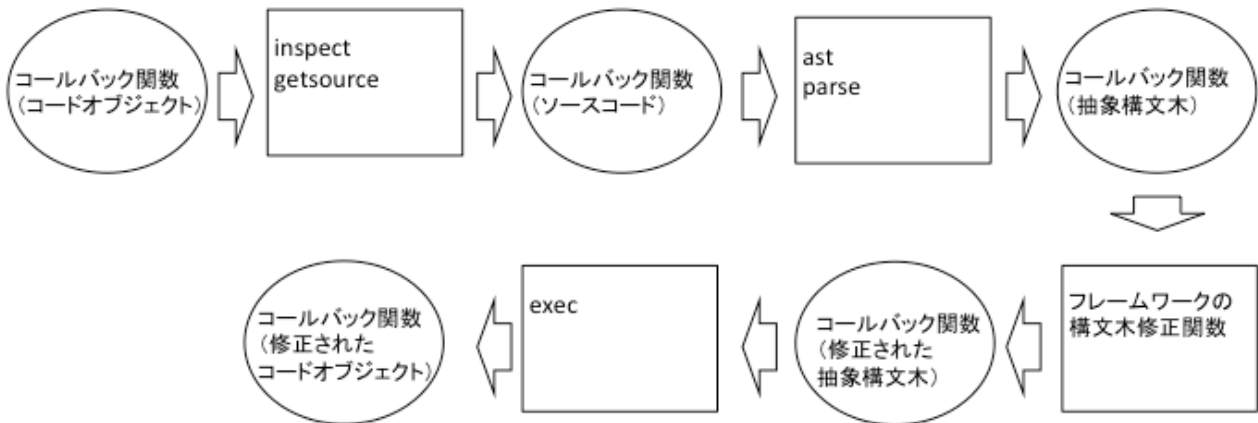 コールバック関数
(コードオブジェクト)
inspect
getsource
コールバック関数
(ソースコード)
ast
parse
コールバック関数
(抽象構文木)
コールバック関数
(修正された
コードオブジェクト)
exec
コールバック関数
(修正された
抽象構文木)
フレームワークの
構文木修正関数